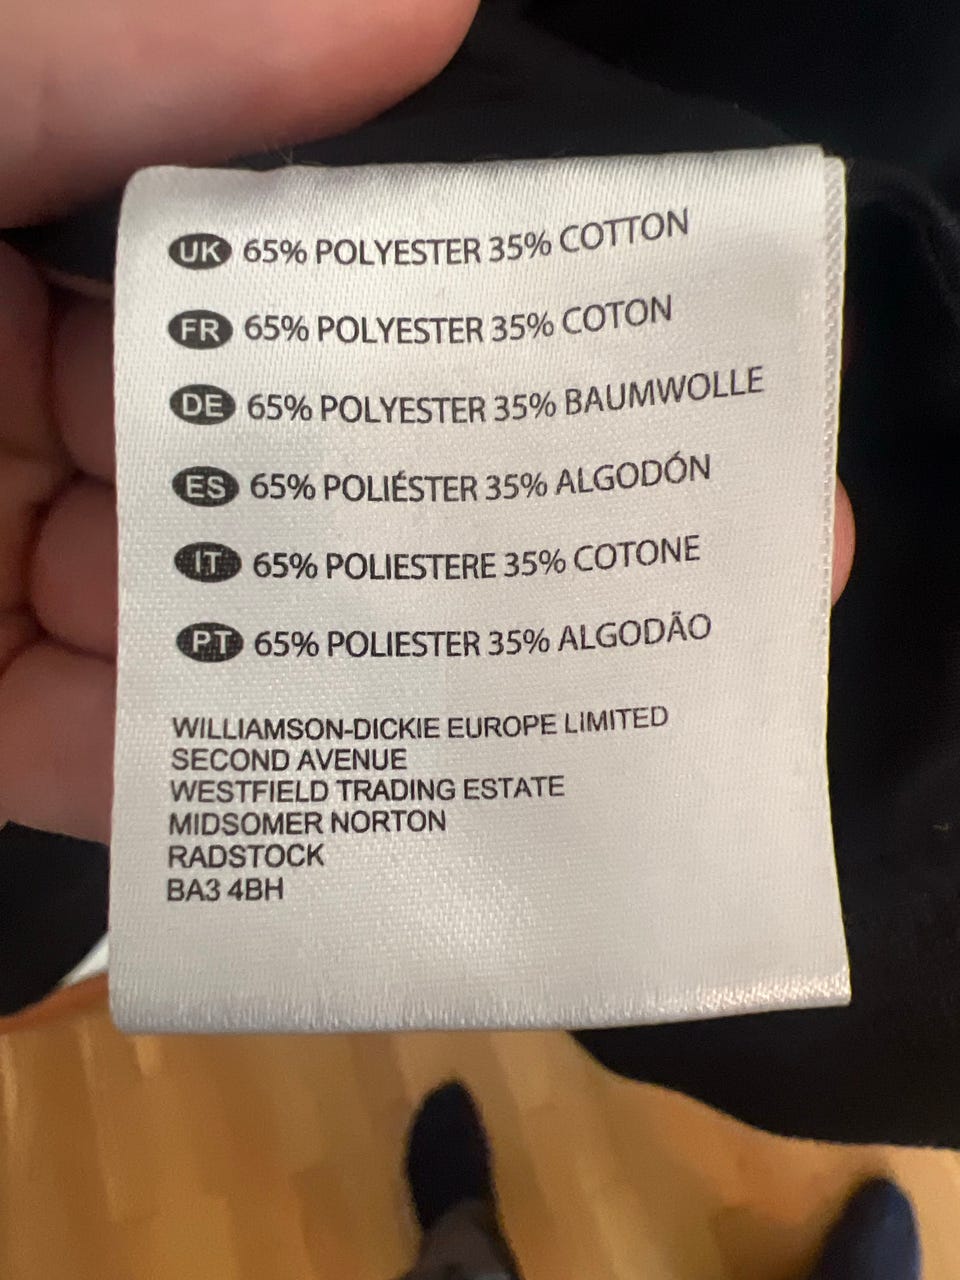 UK 65% POLYESTER 35% COTTON
FR 65% POLYESTER 35% COTON
DE 65% POLYESTER 35% BAUMWOLLE
ES 65% POLIÉSTER 35% ALGODÓN
IT 65% POLIESTERE 35% COTONE
PT 65% POLIESTER 35% ALGODÃO
WILLIAMSON-DICKIE EUROPE LIMITED
SECOND AVENUE
WESTFIELD TRADING ESTATE
MIDSOMER NORTON
RADSTOCK
BA3 4BH